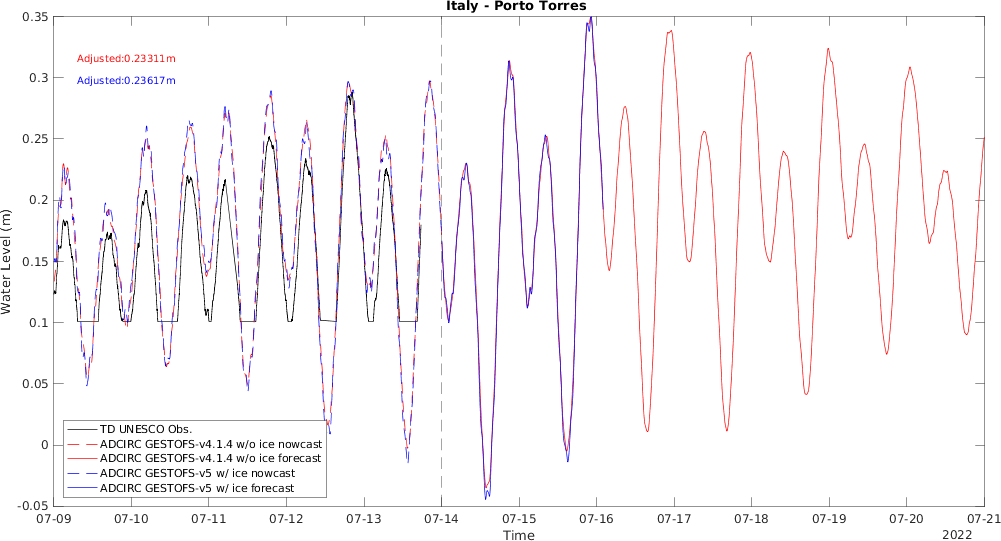 Italy - Porto Torres
0.35
0.3
0.25
0.2
0.15
0.1
0.05
0
-0.05
Water Level (m)
Adjusted:0.23311m
Adjusted:0.23617m
TD UNESCO Obs.
ADCIRC GESTOFS-v4.1.4 w/o ice nowcast
ADCIRC GESTOFS-v4.1.4 w/o ice forecast
ADCIRC GESTOFS-v5 w/ ice nowcast
ADCIRC GESTOFS-v5 w/ ice forecast
07-09 07-10 07-11 07-12 07-13 07-14 07-15 07-16 07-17 07-18 07-19 07-20 07-21
Time
2022